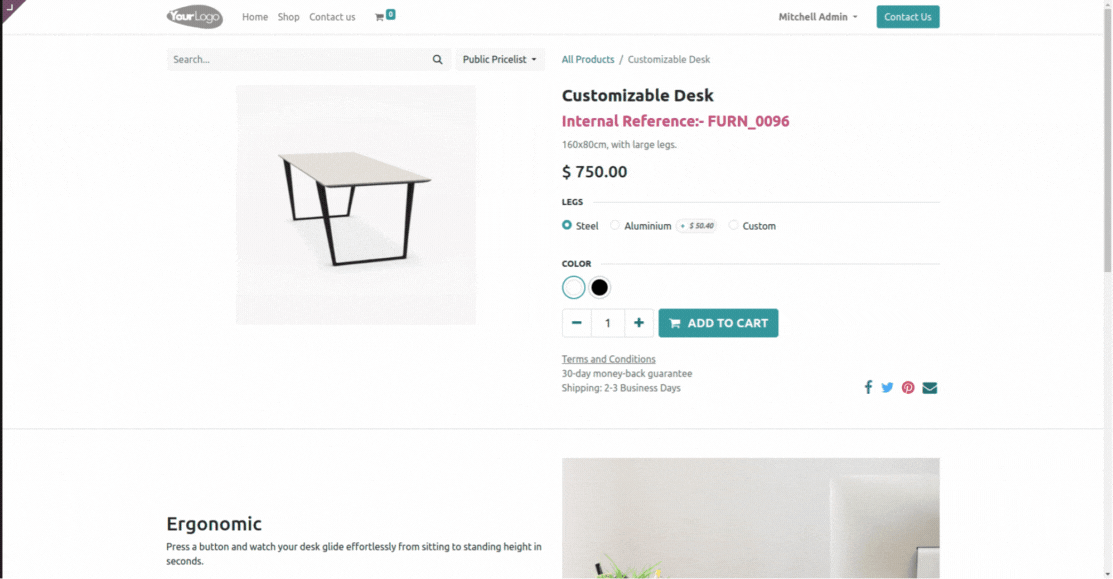 YourLogo
Home Shop Contact us 0
Mitchell Admin
Contact Us
Search...
Public Pricelist
All Products / Customizable Desk
Customizable Desk
Internal Reference:- FURN_0096
160x80cm, with large legs.
$ 750.00
LEGS
Steel Aluminium + $ 50.40 Custom
COLOR
1
ADD TO CART
Terms and Conditions
30-day money-back guarantee
Shipping: 2-3 Business Days
Ergonomic
Press a button and watch your desk glide effortlessly from sitting to standing height in
seconds.